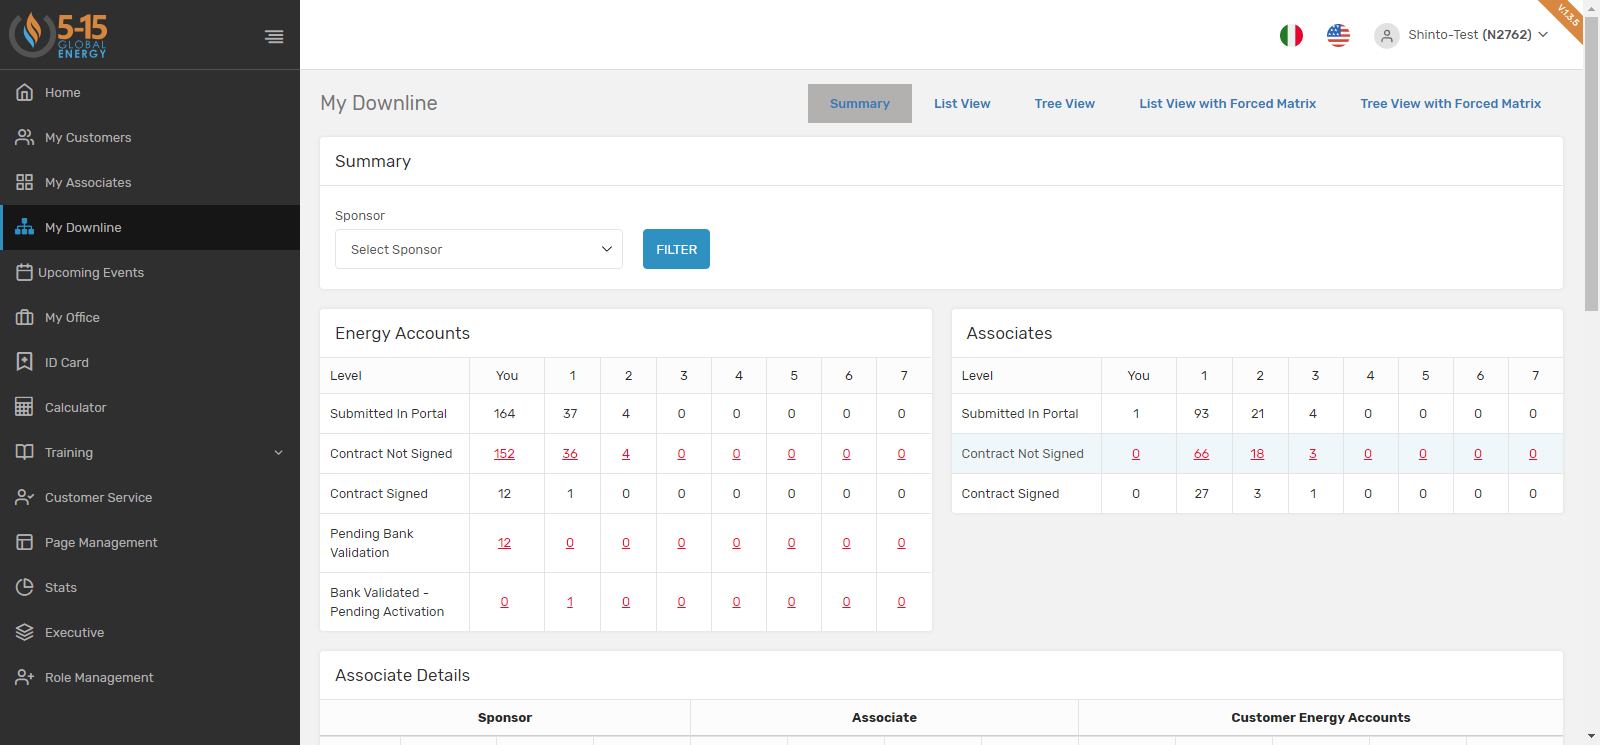 5-15
GLOBAL
ENERGY
Shinto-Test (N2762)
V.1.3.5
Home
My Customers
My Associates
My Downline
Upcoming Events
My Office
ID Card
Calculator
Training
Customer Service
Page Management
Stats
Executive
Role Management
My Downline
Summary List View Tree View List View with Forced Matrix Tree View with Forced Matrix
Summary
Sponsor
Select Sponsor FILTER
Energy Accounts
Level You 1 2 3 4 5 6 7
Submitted In Portal 164 37 4 0 0 0 0 0
Contract Not Signed 152 36 4 0 0 0 0 0
Contract Signed 12 1 0 0 0 0 0 0
Pending Bank
Validation 12 0 0 0 0 0 0 0
Bank Validated -
Pending Activation 0 1 0 0 0 0 0 0
Associates
Level You 1 2 3 4 5 6 7
Submitted In Portal 1 93 21 4 0 0 0 0
Contract Not Signed 0 66 18 3 0 0 0 0
Contract Signed 0 27 3 1 0 0 0 0
Associate Details
Sponsor Associate Customer Energy Accounts